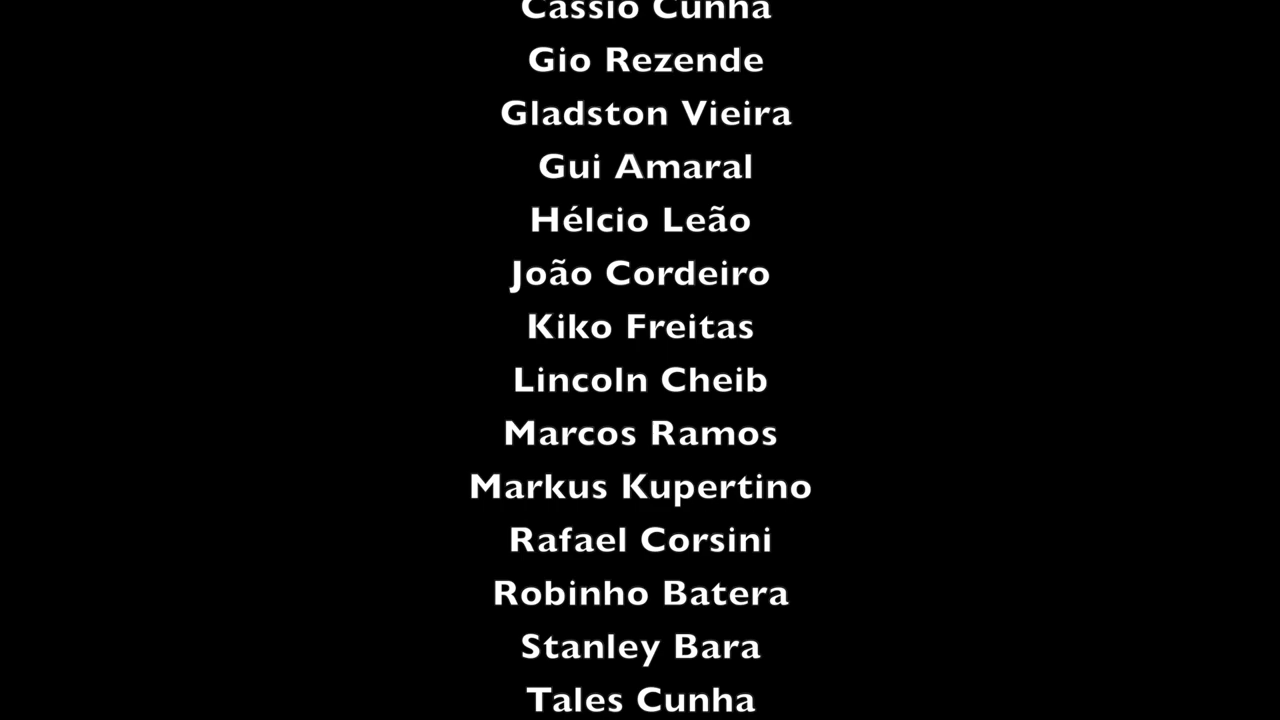 Cassio Cunha
Gio Rezende
Gladston Vieira
Gui Amaral
Hélcio Leão
João Cordeiro
Kiko Freitas
Lincoln Cheib
Marcos Ramos
Markus Kupertino
Rafael Corsini
Robinho Batera
Stanley Bara
Tales Cunha